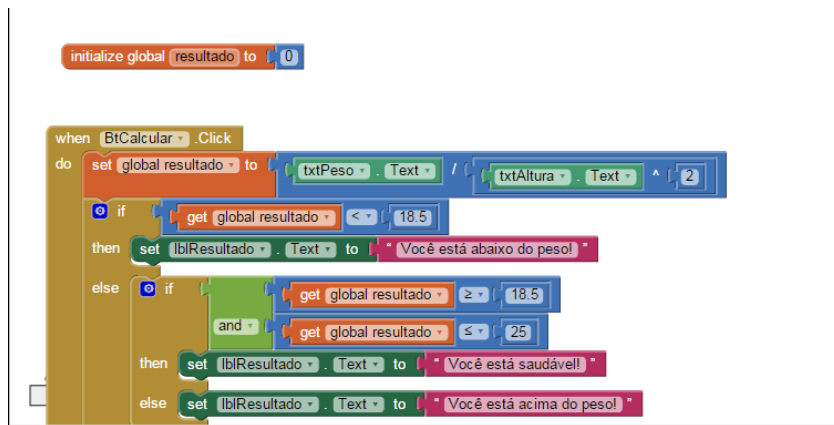 initialize global resultado to 0
when BtCalcular .Click
do set global resultado to txtPeso . Text / txtAltura . Text ^ 2
if get global resultado < 18.5
then set lblResultado . Text to " Você está abaixo do peso! "
else if get global resultado ≥ 18.5
and get global resultado ≤ 25
then set lblResultado . Text to " Você está saudável! "
else set lblResultado . Text to " Você está acima do peso! "